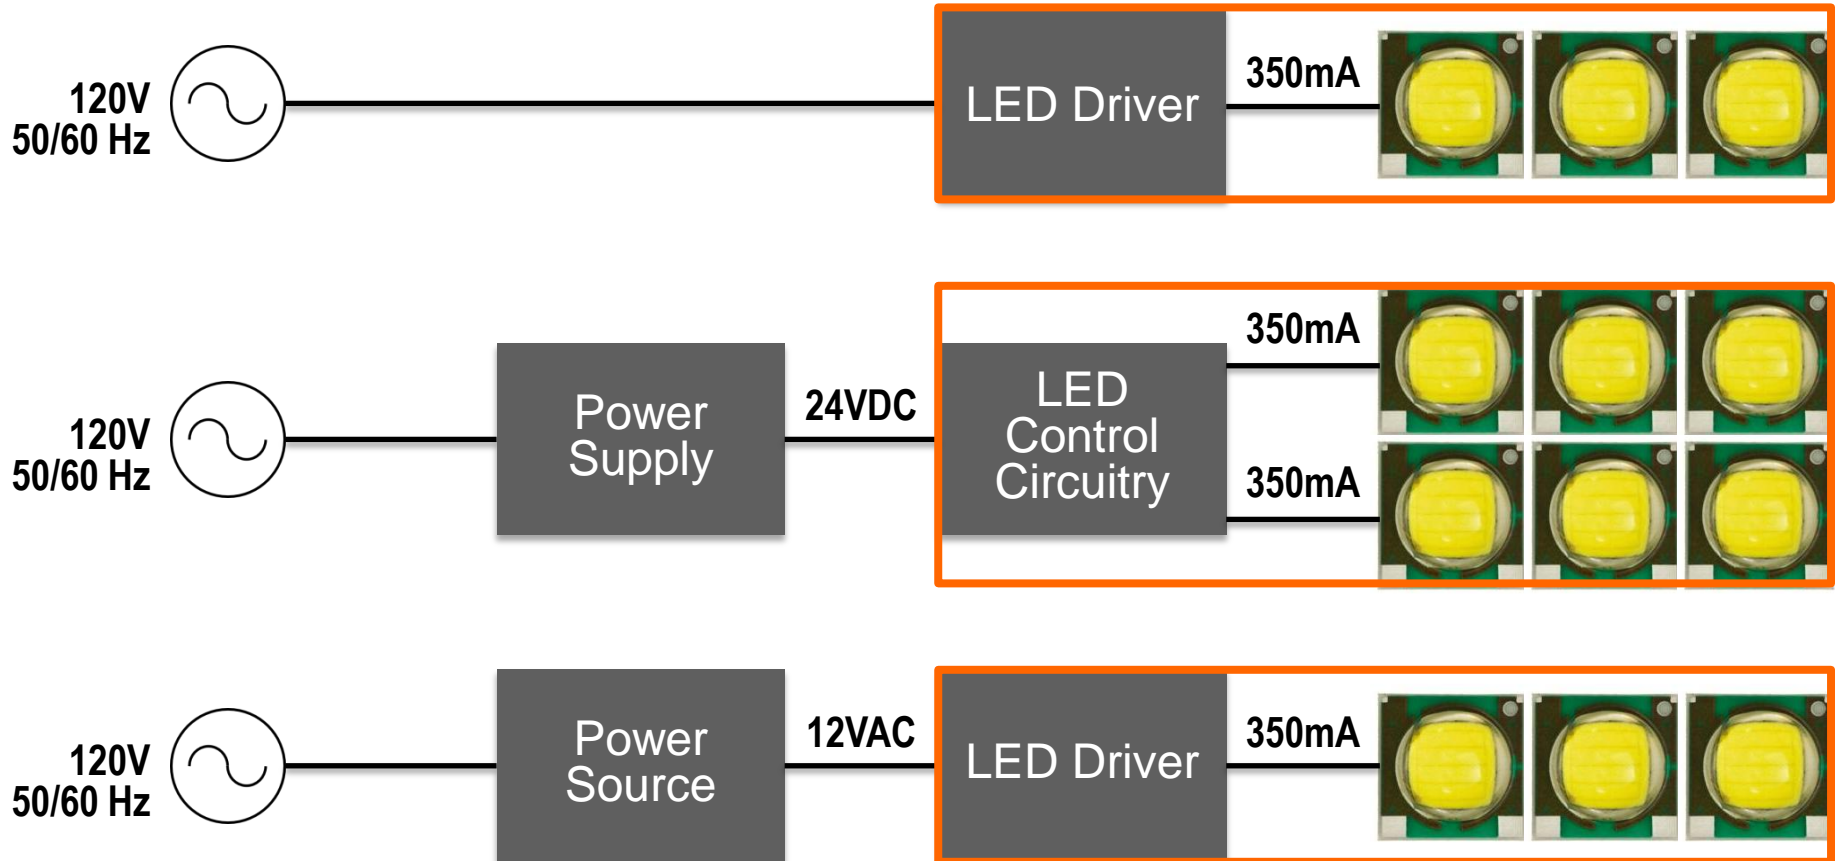 120V
50/60 Hz
LED Driver
350mA
120V
50/60 Hz
Power
Supply
24VDC
LED
Control
Circuitry
350mA
350mA
120V
50/60 Hz
Power
Source
12VAC
LED Driver
350mA